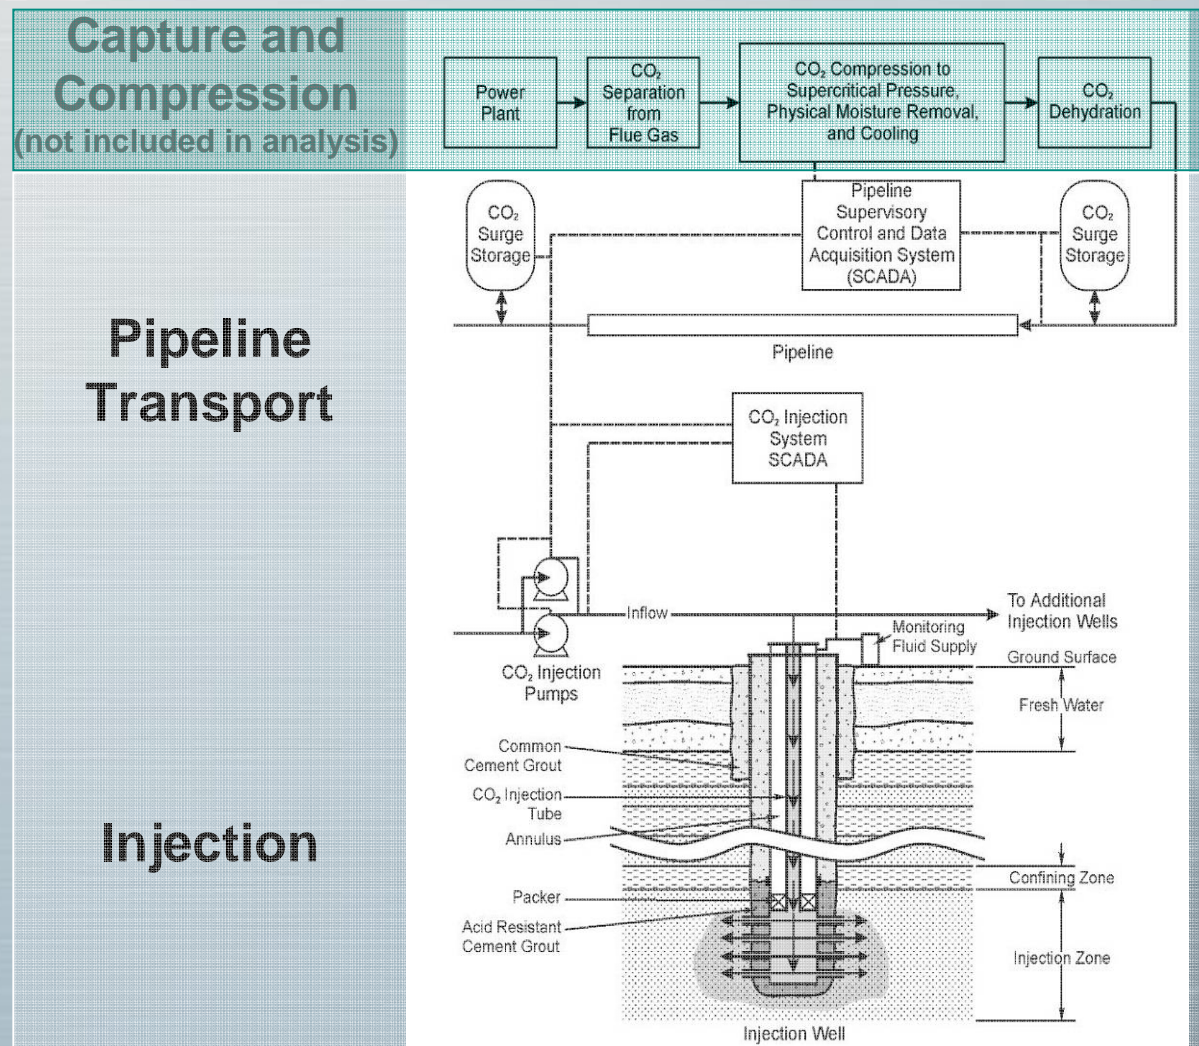 Capture and
Compression
(not included in analysis)
Power
Plant
CO₂
Separation
from
Flue Gas
CO₂ Compression to
Supercritical Pressure,
Physical Moisture Removal,
and Cooling
CO₂
Dehydration
CO₂
Surge
Storage
Pipeline
Supervisory
Control and Data
Acquisition System
(SCADA)
CO₂
Surge
Storage
Pipeline
Pipeline
Transport
CO₂ Injection
System
SCADA
Inflow
To Additional
Injection Wells
Monitoring
Fluid Supply
CO₂ Injection
Pumps
Ground Surface
Fresh Water
Common
Cement Grout
CO₂ Injection
Tube
Annulus
Injection
Confining Zone
Packer
Acid Resistant
Cement Grout
Injection Zone
Injection Well